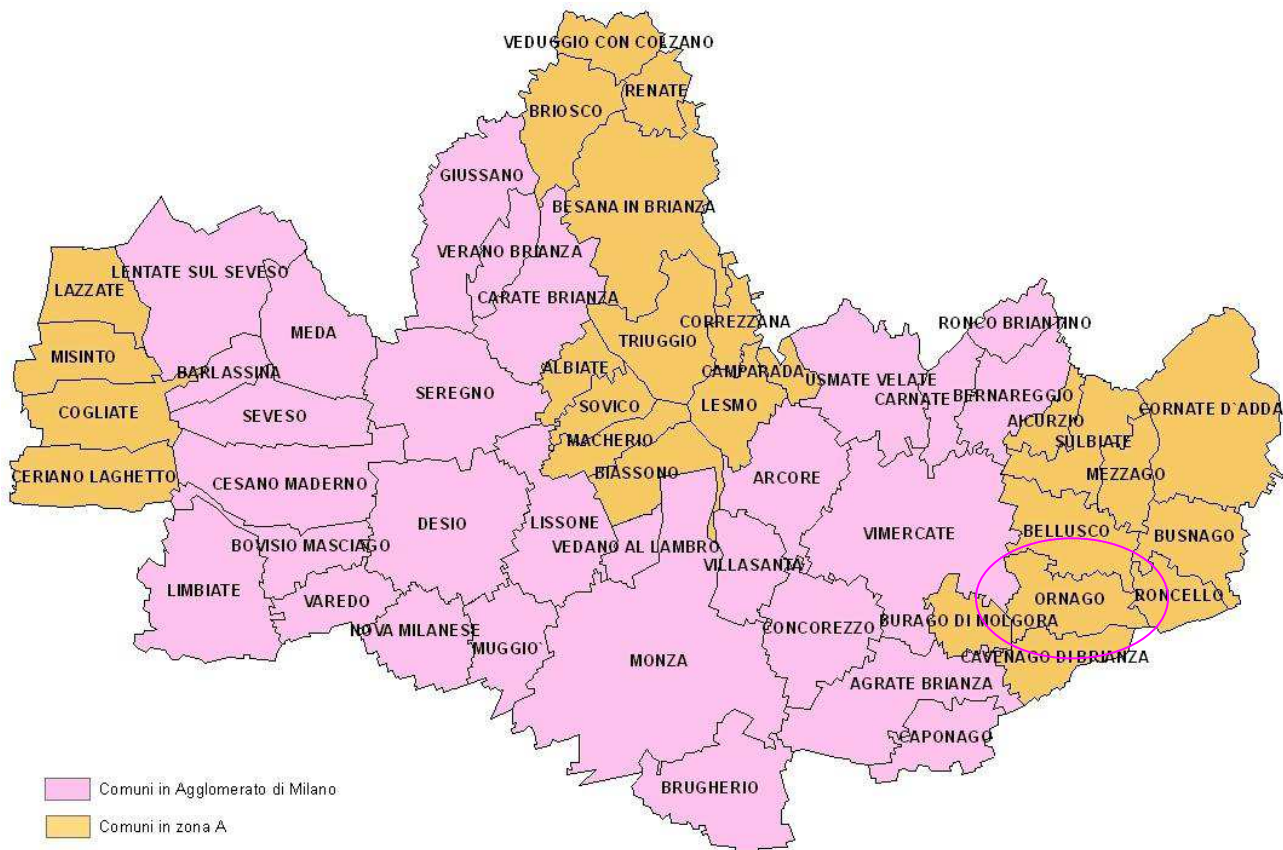 VEDUGGIO CON COLZANO
RENATE
BRIOSCO
GIUSSANO
BESANA IN BRIANZA
VERANO BRIANZA
LENTATE SUL SEVESO
LAZZATE
CARATE BRIANZA
CORREZZANA
RONCO BRIANTINO
MEDA
TRIUGGIO
MISINTO
ALBIATE
CAMPARADA
BARLASSINA
USMATE VELATE
SEREGNO
CARNATE
BERNAREGGIO
COGLIATE
SEVESO
SOVICO
LESMO
CORNATE D`ADDA
AICURZIO
MACHERIO
SULBIATE
CERIANO LAGHETTO
BIASSONO
MEZZAGO
CESANO MADERNO
ARCORE
DESIO
LISSONE
VIMERCATE
BELLUSCO
BUSNAGO
BOVISIO MASCIAGO
VEDANO AL LAMBRO
VILLASANTA
LIMBIATE
RONCELLO
ORNAGO
VAREDO
BURAGO DI MOLGORA
NOVA MILANESE
CONCOREZZO
MUGGIO`
CAVENAGO DI BRIANZA
MONZA
AGRATE BRIANZA
CAPONAGO
BRUGHERIO
Comuni in Agglomerato di Milano
Comuni in zona A